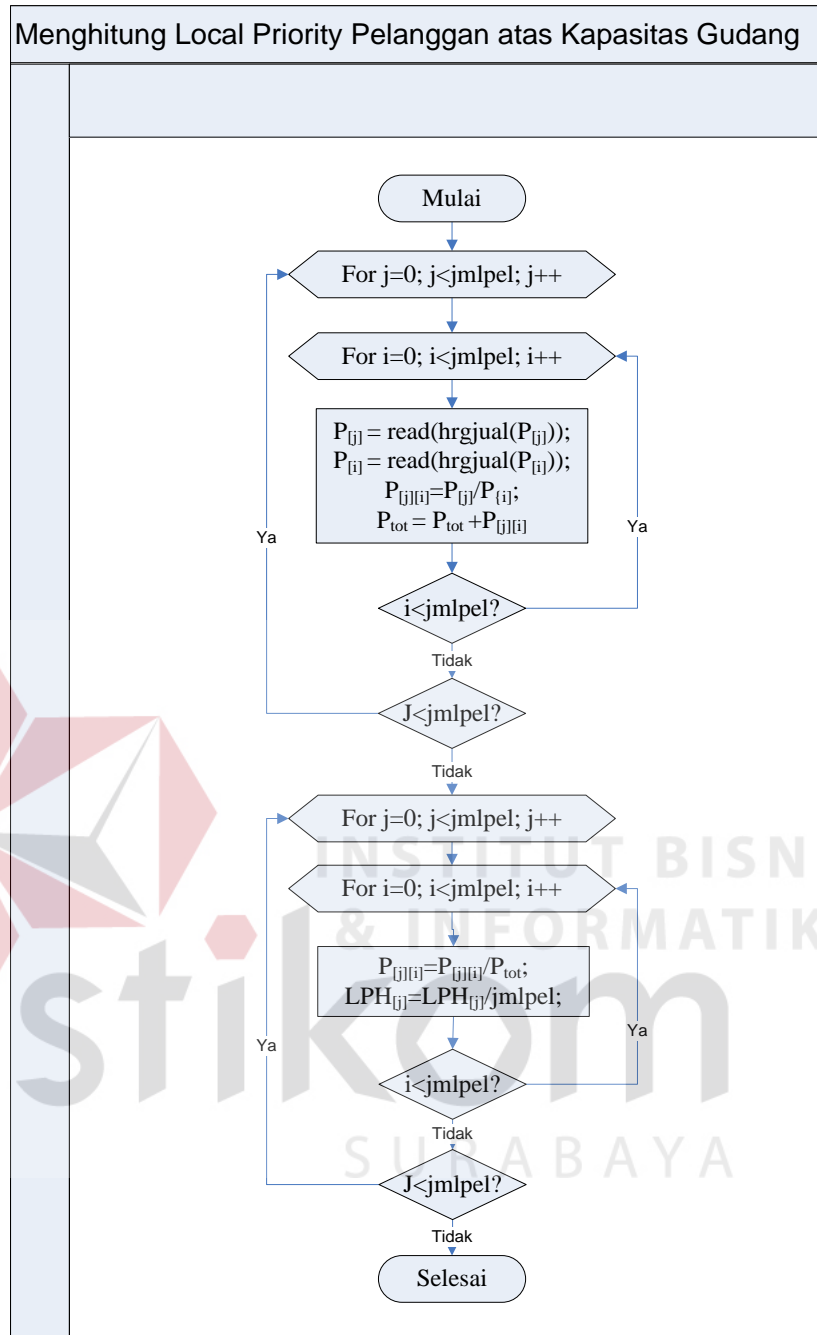 Menghitung Local Priority Pelanggan atas Kapasitas Gudang
Mulai
For j=0; j<jmlpel; j++
For i=0; i<jmlpel; i++
P[j] = read(hrgjual(P[j]));
P[i] = read(hrgjual(P[i]));
P[j][i]=P[j]/P{i];
Ptot = Ptot +P[j][i]
Ya
Ya
i<jmlpel?
Tidak
J<jmlpel?
Tidak
For j=0; j<jmlpel; j++
INSTITUT BISN
For i=0; i<jmlpel; i++
& INFORMATIK
P[j][i]=P[j][i]/Ptot;
LPH[j]=LPH[j]/jmlpel;
stikom
Ya
Ya
i<jmlpel?
Tidak
SURABAYA
J<jmlpel?
Tidak
Selesai